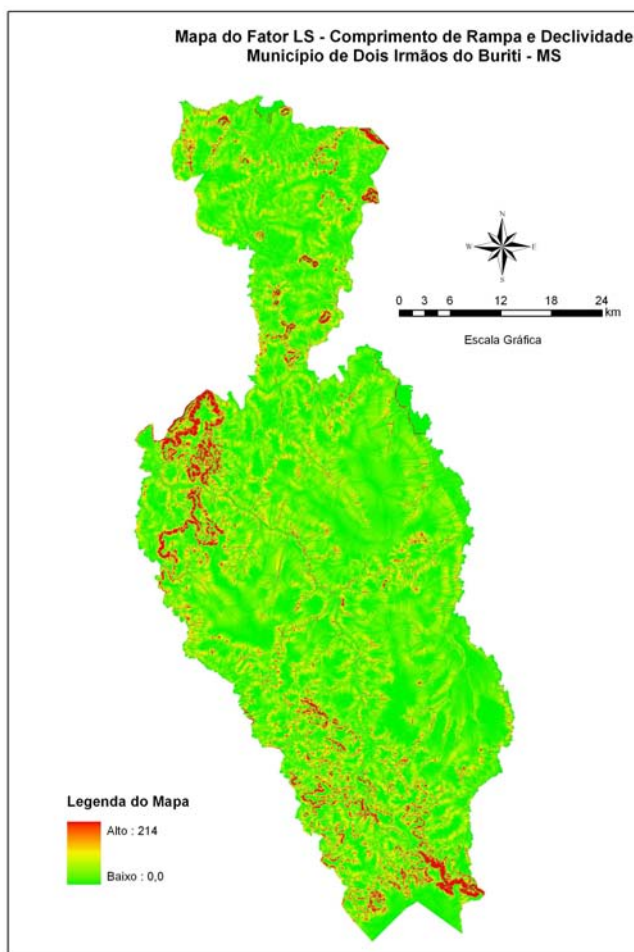 Mapa do Fator LS - Comprimento de Rampa e Declividade
Município de Dois Irmãos do Buriti - MS
N
W
E
S
0 3 6 12 18 24
km
Escala Gráfica
Legenda do Mapa
Alto : 214
Baixo : 0,0